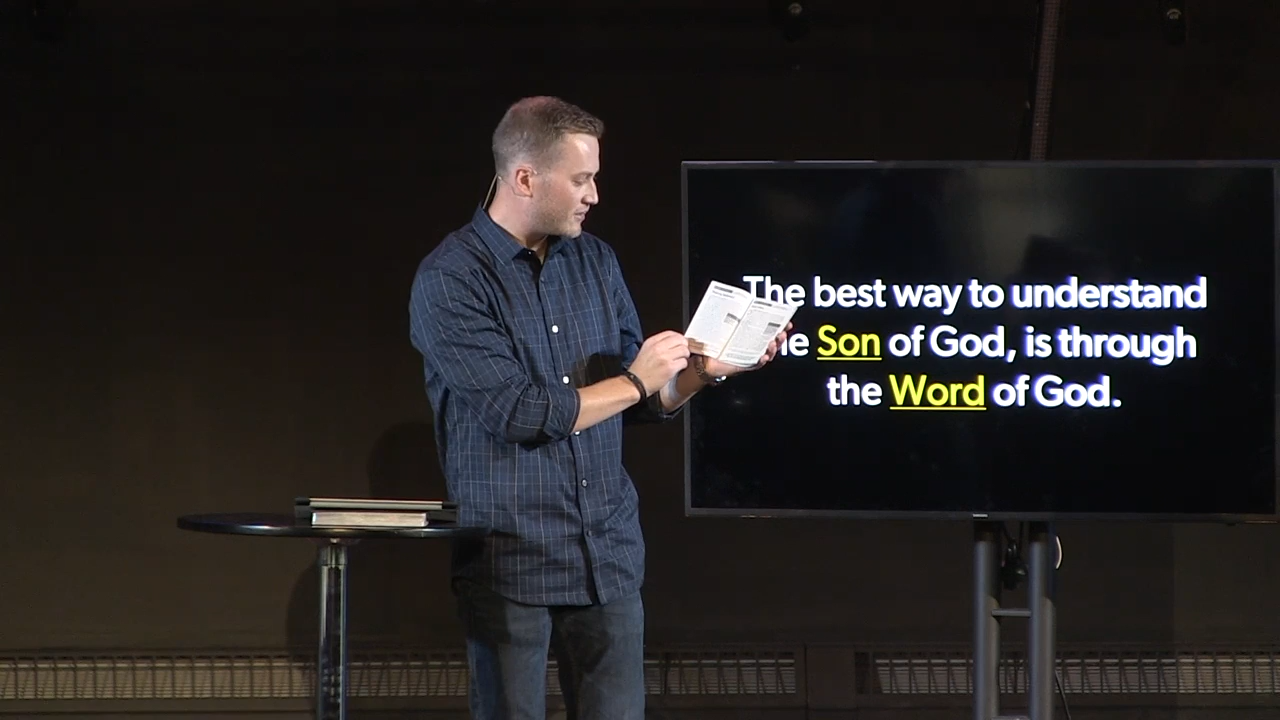 The best way to understand
e Son of God, is through
the Word of God.